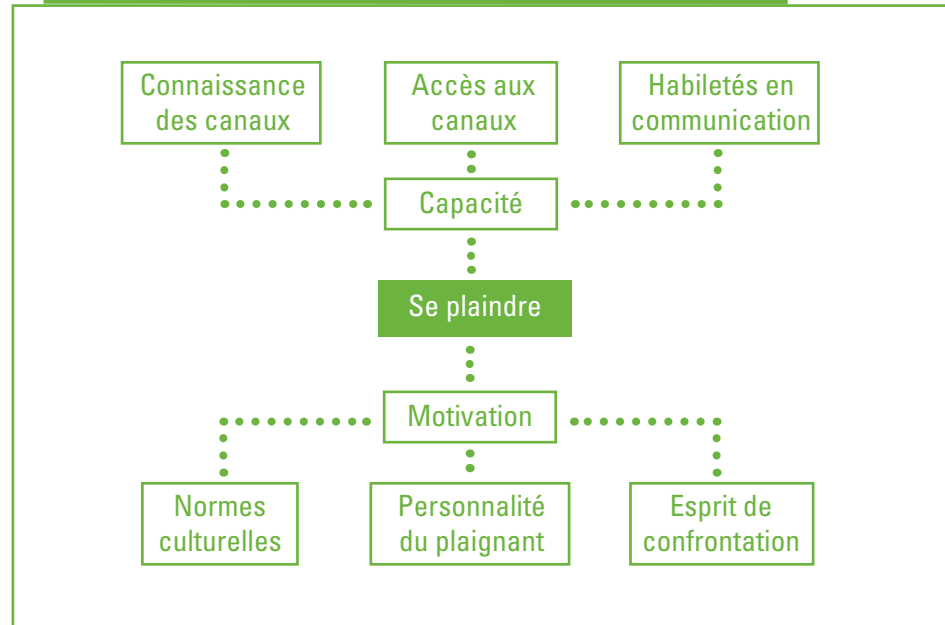 Connaissance
des canaux
Accès aux
canaux
Habiletés en
communication
Capacité
Se plaindre
Motivation
Normes
culturelles
Personnalité
du plaignant
Esprit de
confrontation